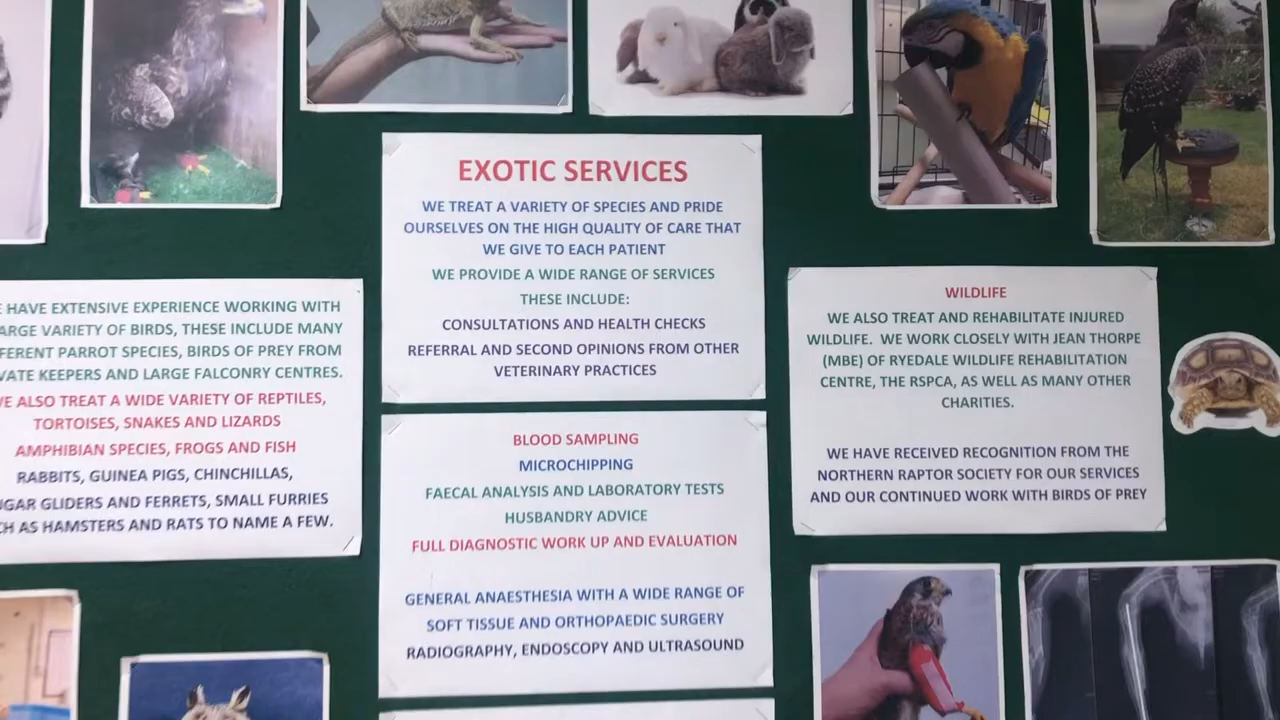 EXOTIC SERVICES
WE TREAT A VARIETY OF SPECIES AND PRIDE
OURSELVES ON THE HIGH QUALITY OF CARE THAT
WE GIVE TO EACH PATIENT
WE PROVIDE A WIDE RANGE OF SERVICES
THESE INCLUDE:
CONSULTATIONS AND HEALTH CHECKS
REFERRAL AND SECOND OPINIONS FROM OTHER
VETERINARY PRACTICES
HAVE EXTENSIVE EXPERIENCE WORKING WITH
VARIETY OF BIRDS, THESE INCLUDE MANY
PARROT SPECIES, BIRDS OF PREY FROM
KEEPERS AND LARGE FALCONRY CENTRES.
WE ALSO TREAT A WIDE VARIETY OF REPTILES,
TORTOISES, SNAKES AND LIZARDS
AMPHIBIAN SPECIES, FROGS AND FISH
RABBITS, GUINEA PIGS, CHINCHILLAS,
GLIDERS AND FERRETS, SMALL FURRIES
AS HAMSTERS AND RATS TO NAME A FEW.
BLOOD SAMPLING
MICROCHIPPING
FAECAL ANALYSIS AND LABORATORY TESTS
HUSBANDRY ADVICE
FULL DIAGNOSTIC WORK UP AND EVALUATION
GENERAL ANAESTHESIA WITH A WIDE RANGE OF
SOFT TISSUE AND ORTHOPAEDIC SURGERY
RADIOGRAPHY, ENDOSCOPY AND ULTRASOUND
WILDLIFE
WE ALSO TREAT AND REHABILITATE INJURED
WILDLIFE. WE WORK CLOSELY WITH JEAN THORPE
(MBE) OF RYEDALE WILDLIFE REHABILITATION
CENTRE, THE RSPCA, AS WELL AS MANY OTHER
CHARITIES.
WE HAVE RECEIVED RECOGNITION FROM THE
NORTHERN RAPTOR SOCIETY FOR OUR SERVICES
AND OUR CONTINUED WORK WITH BIRDS OF PREY